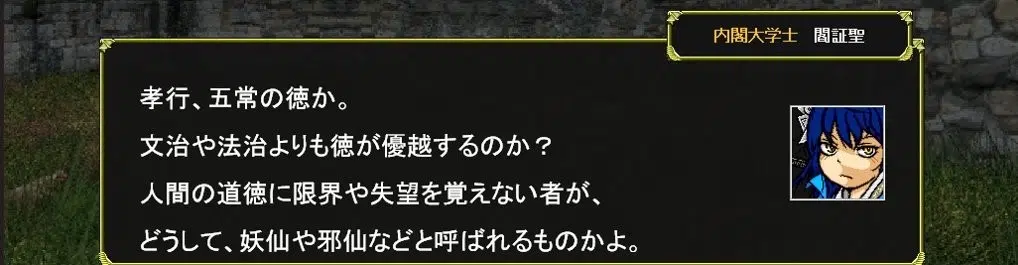 内閣大学士 閻証聖
孝行、五常の徳か。
文治や法治よりも徳が優越するのか？
人間の道徳に限界や失望を覚えない者が、
どうして、妖仙や邪仙などと呼ばれるものかよ。